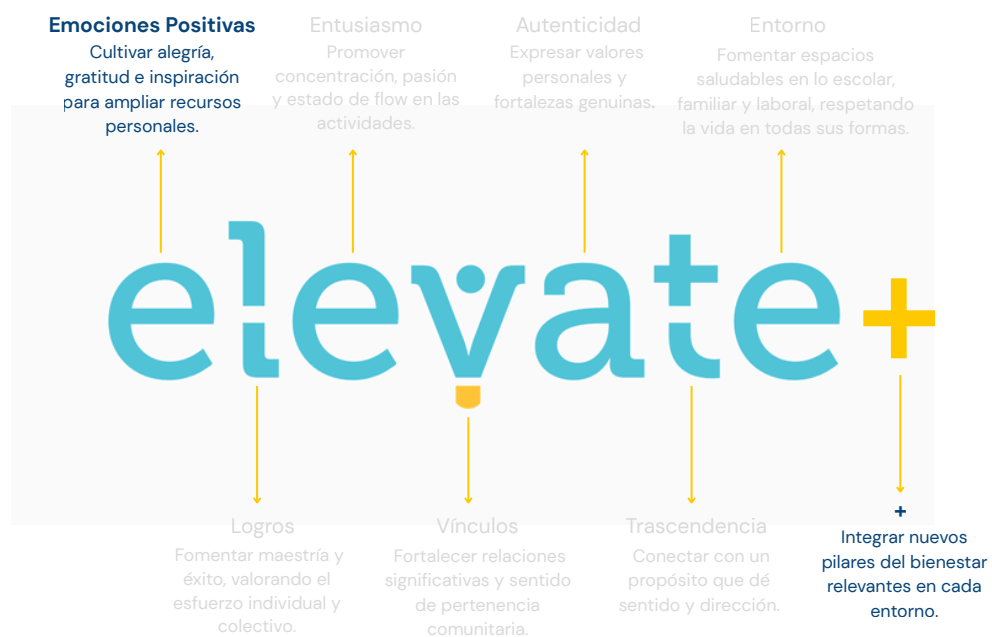 Emociones Positivas
Cultivar alegría,
gratitud e inspiración
para ampliar recursos
personales.
Entusiasmo
Promover
concentración, pasión
y estado de flow en las
actividades.
Autenticidad
Expresar valores
personales y
fortalezas genuinas.
Entorno
Fomentar espacios
saludables en lo escolar,
familiar y laboral, respetando
la vida en todas sus formas.
elevate+
Logros
Fomentar maestría y
éxito, valorando el
esfuerzo individual y
colectivo.
Vínculos
Fortalecer relaciones
significativas y sentido
de pertenencia
comunitaria.
Trascendencia
Conectar con un
propósito que dé
sentido y dirección.
+
Integrar nuevos
pilares del bienestar
relevantes en cada
entorno.